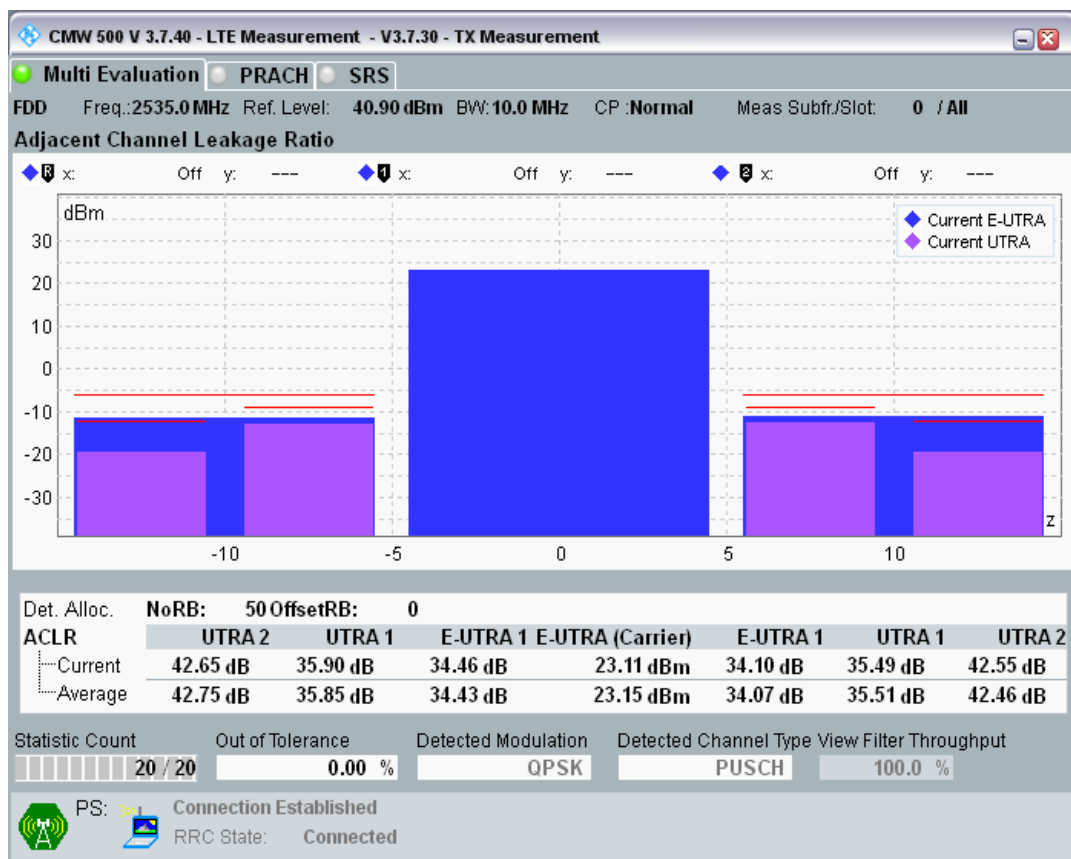 CMW 500 V 3.7.40 - LTE Measurement - V3.7.30 - TX Measurement
Multi Evaluation PRACH SRS
FDD Freq.:2535.0 MHz Ref. Level: 40.90 dBm BW:10.0 MHz CP :Normal Meas Subfr./Slot: 0 / All
Adjacent Channel Leakage Ratio
R x: Off y: --- 1 x: Off y: --- 2 x: Off y: ---
dBm
Current E-UTRA
Current UTRA
30
20
10
0
-10
-20
-30
z
-10 -5 0 5 10
Det. Alloc. NoRB: 50 OffsetRB: 0
ACLR UTRA 2 UTRA 1 E-UTRA 1 E-UTRA (Carrier) E-UTRA 1 UTRA 1 UTRA 2
Current 42.65 dB 35.90 dB 34.46 dB 23.11 dBm 34.10 dB 35.49 dB 42.55 dB
Average 42.75 dB 35.85 dB 34.43 dB 23.15 dBm 34.07 dB 35.51 dB 42.46 dB
Statistic Count Out of Tolerance Detected Modulation Detected Channel Type View Filter Throughput
20 / 20 0.00 % QPSK PUSCH 100.0 %
PS: Connection Established
RRC State: Connected